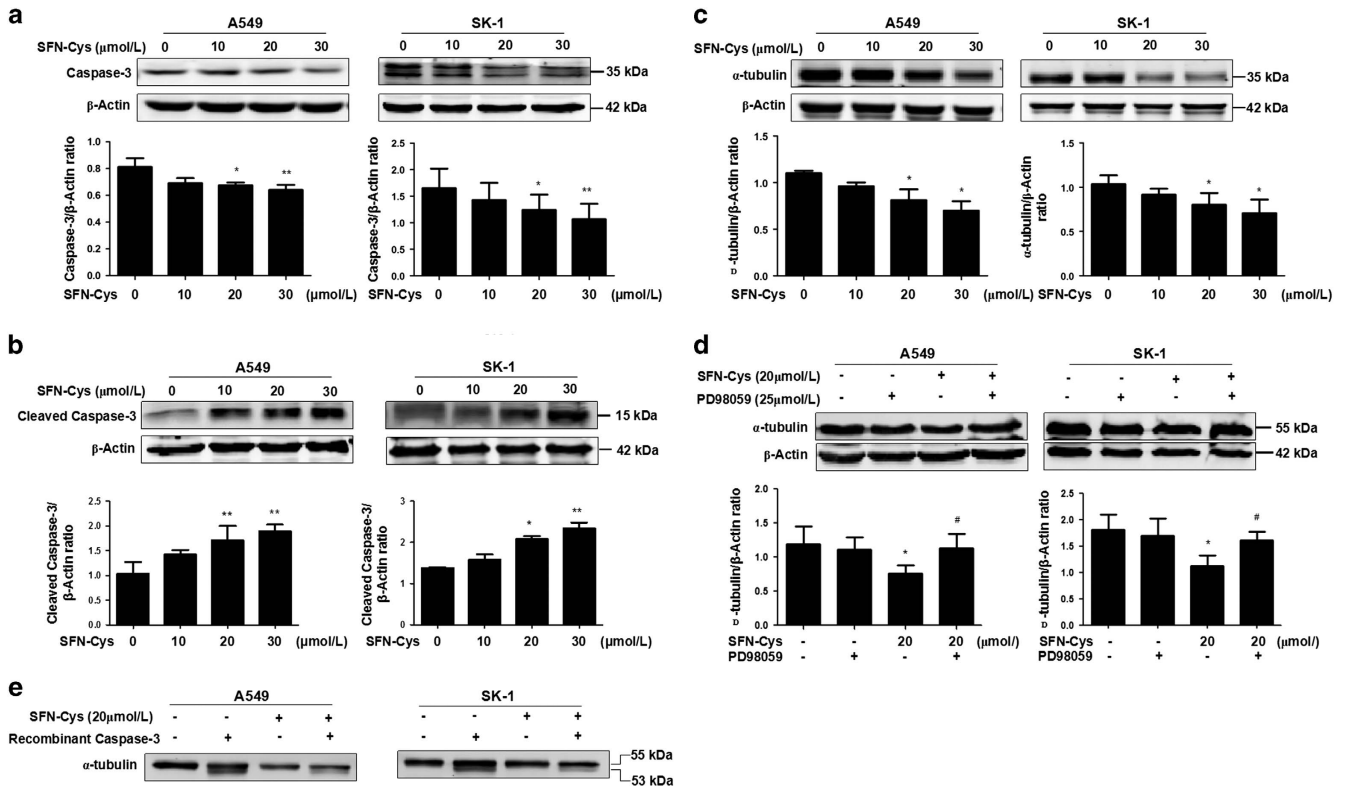 a
A549
SK-1
SFN-Cys (μmol/L) 0 10 20 30 0 10 20 30
Caspase-3 35 kDa
β-Actin 42 kDa
Caspase-3/β-Actin ratio
1.0
0.8
0.6
0.4
0.2
0.0
* **
SFN-Cys 0 10 20 30 (μmol/L)
Caspase-3/β-Actin ratio
2.5
2.0
1.5
1.0
0.5
0.0
* **
SFN-Cys 0 10 20 30 (μmol/L)
b
A549
SK-1
SFN-Cys (μmol/L) 0 10 20 30 0 10 20 30
Cleaved Caspase-3 15 kDa
β-Actin 42 kDa
Cleaved Caspase-3/
β-Actin ratio
2.5
2.0
1.5
1.0
0.5
0.0
** **
SFN-Cys 0 10 20 30 (μmol/L)
Cleaved Caspase-3/
β-Actin ratio
3
2
1
0
* **
SFN-Cys 0 10 20 30 (μmol/L)
c
A549
SK-1
SFN-Cys (μmol/L) 0 10 20 30 0 10 20 30
α-tubulin 35 kDa
β-Actin 42 kDa
¤-tubulin/β-Actin ratio
1.5
1.0
0.5
0.0
* *
SFN-Cys 0 10 20 30 (μmol/L)
α-tubulin/β-Actin
ratio
1.5
1.0
0.5
0.0
* *
SFN-Cys 0 10 20 30 (μmol/L)
d
A549
SK-1
SFN-Cys (20μmol/L) - - + + - - + +
PD98059 (25μmol/L) - + - + - + - +
α-tubulin 55 kDa
β-Actin 42 kDa
-tubulin/β-Actin ratio
2.0
1.5
1.0
0.5
0.0
* #
SFN-Cys - - 20 20 (μmol/)
PD98059 - + - +
-tubulin/β-Actin ratio
2.5
2.0
1.5
1.0
0.5
0.0
* #
SFN-Cys - - 20 20 (μmol/)
PD98059 - + - +
e
A549
SK-1
SFN-Cys (20μmol/L) - - + + - - + +
Recombinant Caspase-3 - + - + - + - +
α-tubulin 55 kDa
53 kDa